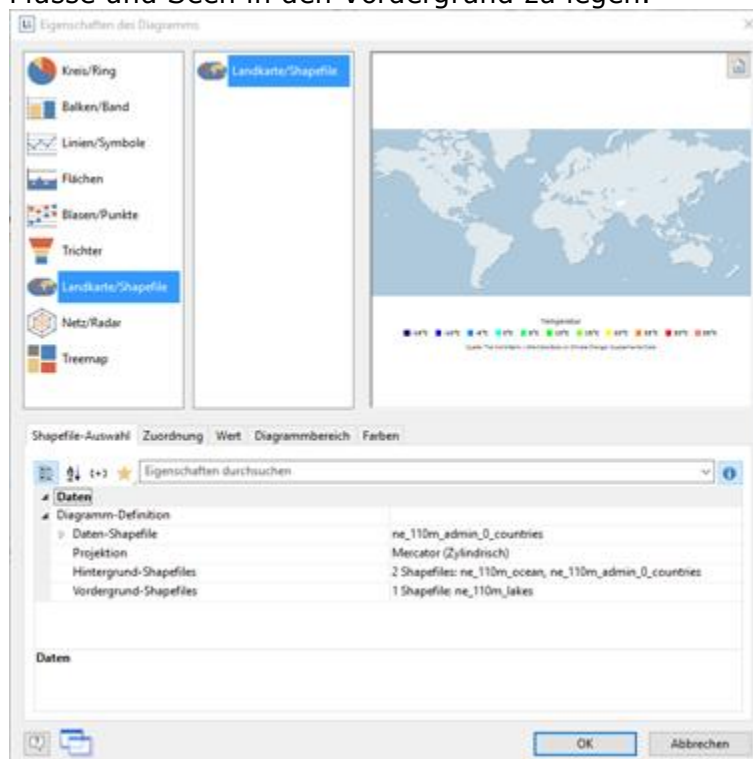 Flüsse und Seen in den Vordergrund zu legen.
Eigenschaften des Diagramms
Kreis/Ring
Balken/Band
Linien/Symbole
Flächen
Blasen/Punkte
Trichter
Landkarte/Shapefile
Netz/Radar
Treemap
Landkarte/Shapefile
Temperatur
Shapefile-Auswahl Zuordnung Wert Diagrammbereich Farben
Eigenschaften durchsuchen
Daten
Diagramm-Definition
Daten-Shapefile ne_110m_admin_0_countries
Projektion Mercator (Zylindrisch)
Hintergrund-Shapefiles 2 Shapefiles: ne_110m_ocean, ne_110m_admin_0_countries
Vordergrund-Shapefiles 1 Shapefile: ne_110m_lakes
Daten
OK Abbrechen